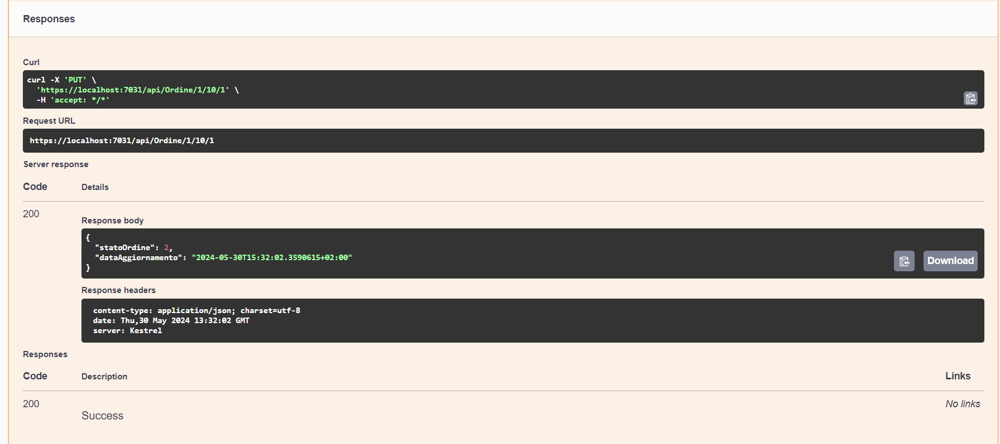 Responses
Curl
curl -X 'PUT' \
  'https://localhost:7031/api/Ordine/1/10/1' \
  -H 'accept: */*'
Request URL
https://localhost:7031/api/Ordine/1/10/1
Server response
Code Details
200
Response body
{
  "statoOrdine": 2,
  "dataAggiornamento": "2024-05-30T15:32:02.3590615+02:00"
}
Download
Response headers
content-type: application/json; charset=utf-8
date: Thu,30 May 2024 13:32:02 GMT
server: Kestrel
Responses
Code Description Links
200 No links
Success